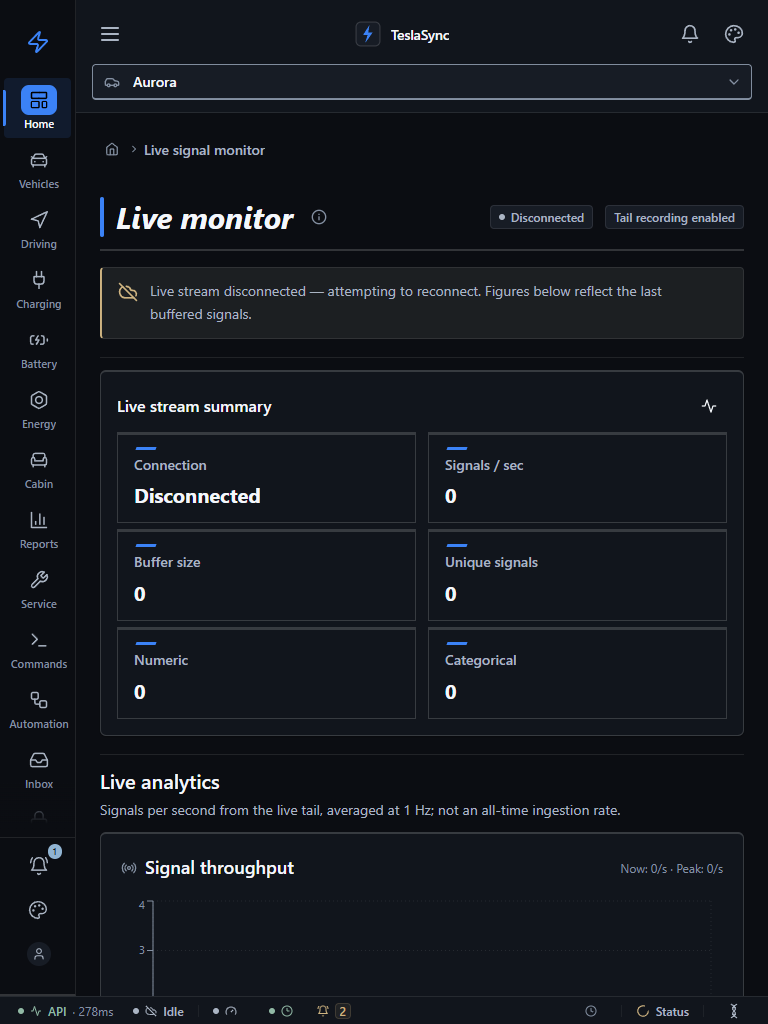 TeslaSync
Aurora
Home
Vehicles
Driving
Charging
Battery
Energy
Cabin
Reports
Service
Commands
Automation
Inbox
1
Live signal monitor
Live monitor
Disconnected
Tail recording enabled
Live stream disconnected — attempting to reconnect. Figures below reflect the last
buffered signals.
Live stream summary
Connection
Disconnected
Signals / sec
0
Buffer size
0
Unique signals
0
Numeric
0
Categorical
0
Live analytics
Signals per second from the live tail, averaged at 1 Hz; not an all-time ingestion rate.
Signal throughput
Now: 0/s · Peak: 0/s
4
3
API · 278ms
Idle
2
Status